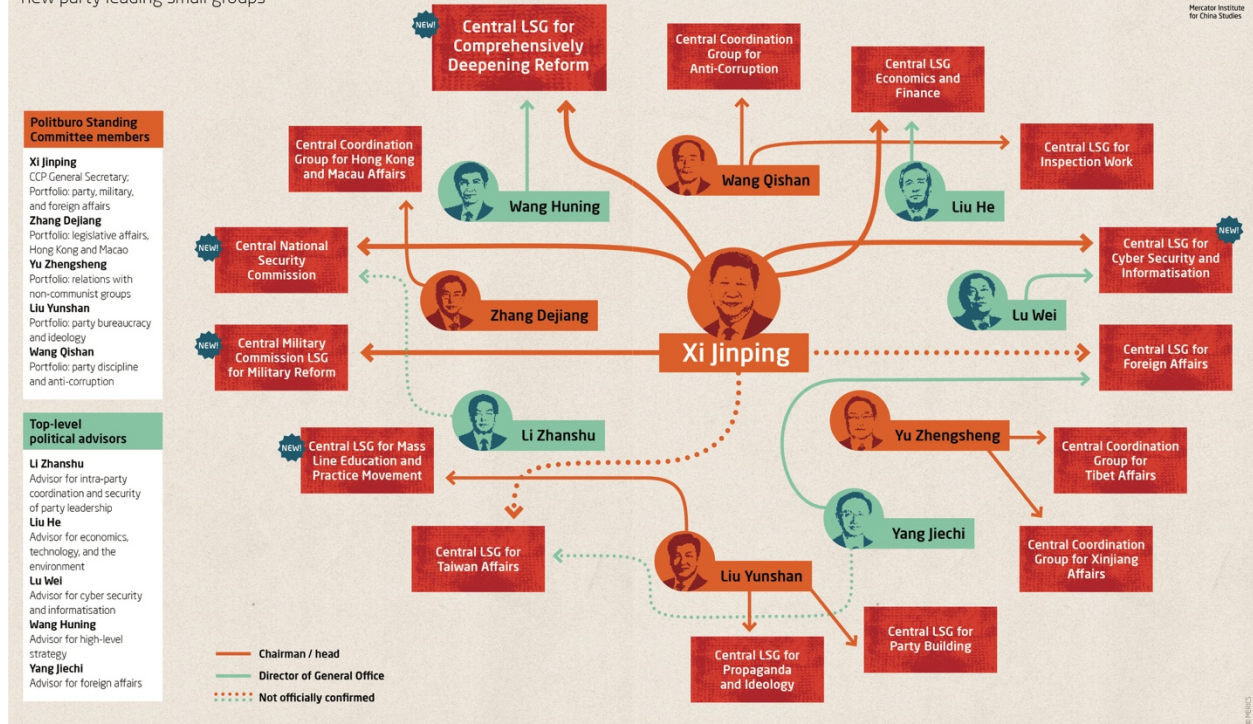 new party leading small groups
Mercator Institute
for China Studies
Politburo Standing
Committee members
Xi Jinping
CCP General Secretary;
Portfolio: party, military,
and foreign affairs
Zhang Dejiang
Portfolio: legislative affairs,
Hong Kong and Macao
Yu Zhengsheng
Portfolio: relations with
non-communist groups
Liu Yunshan
Portfolio: party bureaucracy
and ideology
Wang Qishan
Portfolio: party discipline
and anti-corruption
Top-level
political advisors
Li Zhanshu
Advisor for intra-party
coordination and security
of party leadership
Liu He
Advisor for economics,
technology, and the
environment
Lu Wei
Advisor for cyber security
and informatisation
Wang Huning
Advisor for high-level
strategy
Yang Jiechi
Advisor for foreign affairs
NEW!
Central LSG for
Comprehensively
Deepening Reform
Central Coordination
Group for
Anti-Corruption
Central LSG
Economics and
Finance
Central Coordination
Group for Hong Kong
and Macau Affairs
Central LSG for
Inspection Work
Wang Huning
Wang Qishan
Liu He
NEW!
Central National
Security
Commission
NEW!
Central LSG for
Cyber Security and
Informatisation
Zhang Dejiang
Lu Wei
Xi Jinping
NEW!
Central Military
Commission LSG
for Military Reform
Central LSG for
Foreign Affairs
Li Zhanshu
Yu Zhengsheng
NEW!
Central LSG for Mass
Line Education and
Practice Movement
Central Coordination
Group for
Tibet Affairs
Yang Jiechi
Central LSG for
Taiwan Affairs
Liu Yunshan
Central Coordination
Group for Xinjiang
Affairs
Central LSG for
Party Building
Central LSG for
Propaganda
and Ideology
Chairman / head
Director of General Office
Not officially confirmed
© MERICS